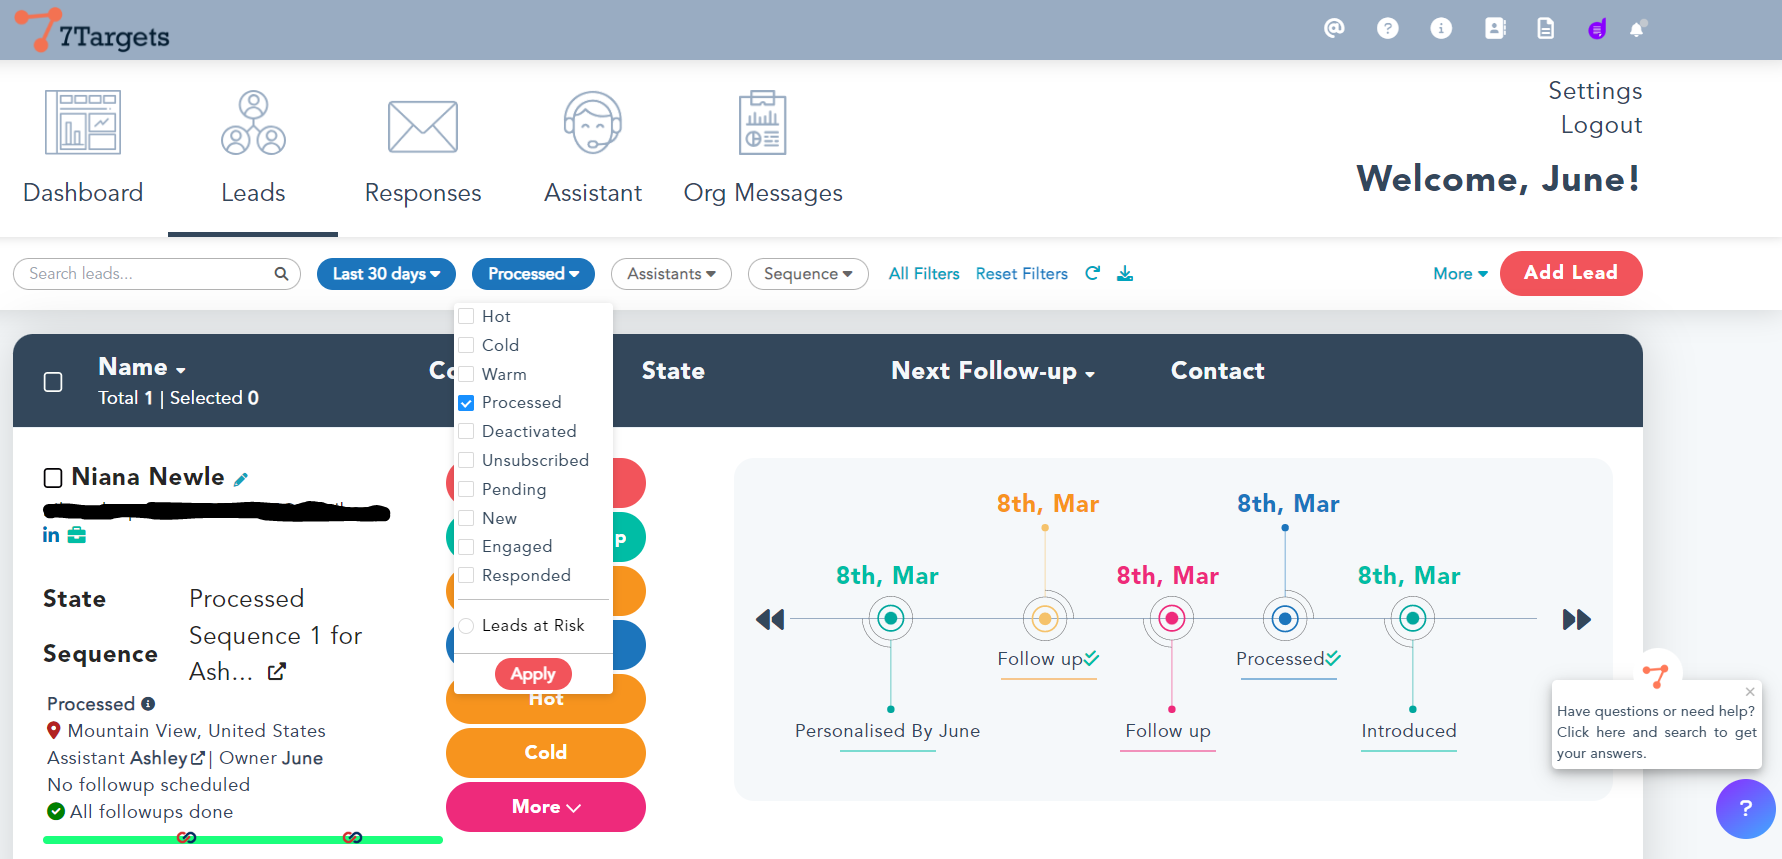 7Targets
Settings
Logout
Welcome, June!
Dashboard
Leads
Responses
Assistant
Org Messages
Search leads...
Last 30 days
Processed
Assistants
Sequence
All Filters
Reset Filters
More
Add Lead
Hot
Cold
Warm
Processed
Deactivated
Unsubscribed
Pending
New
Engaged
Responded
Leads at Risk
Apply
Name
Total 1 | Selected 0
State
Next Follow-up
Contact
Niana Newle
in
State Processed
Sequence Sequence 1 for
Ash...
Processed
Mountain View, United States
Assistant Ashley | Owner June
No followup scheduled
All followups done
Hot
Cold
More
8th, Mar
8th, Mar
8th, Mar
8th, Mar
8th, Mar
Follow up
Processed
Personalised By June
Follow up
Introduced
Have questions or need help?
Click here and search to get
your answers.
?